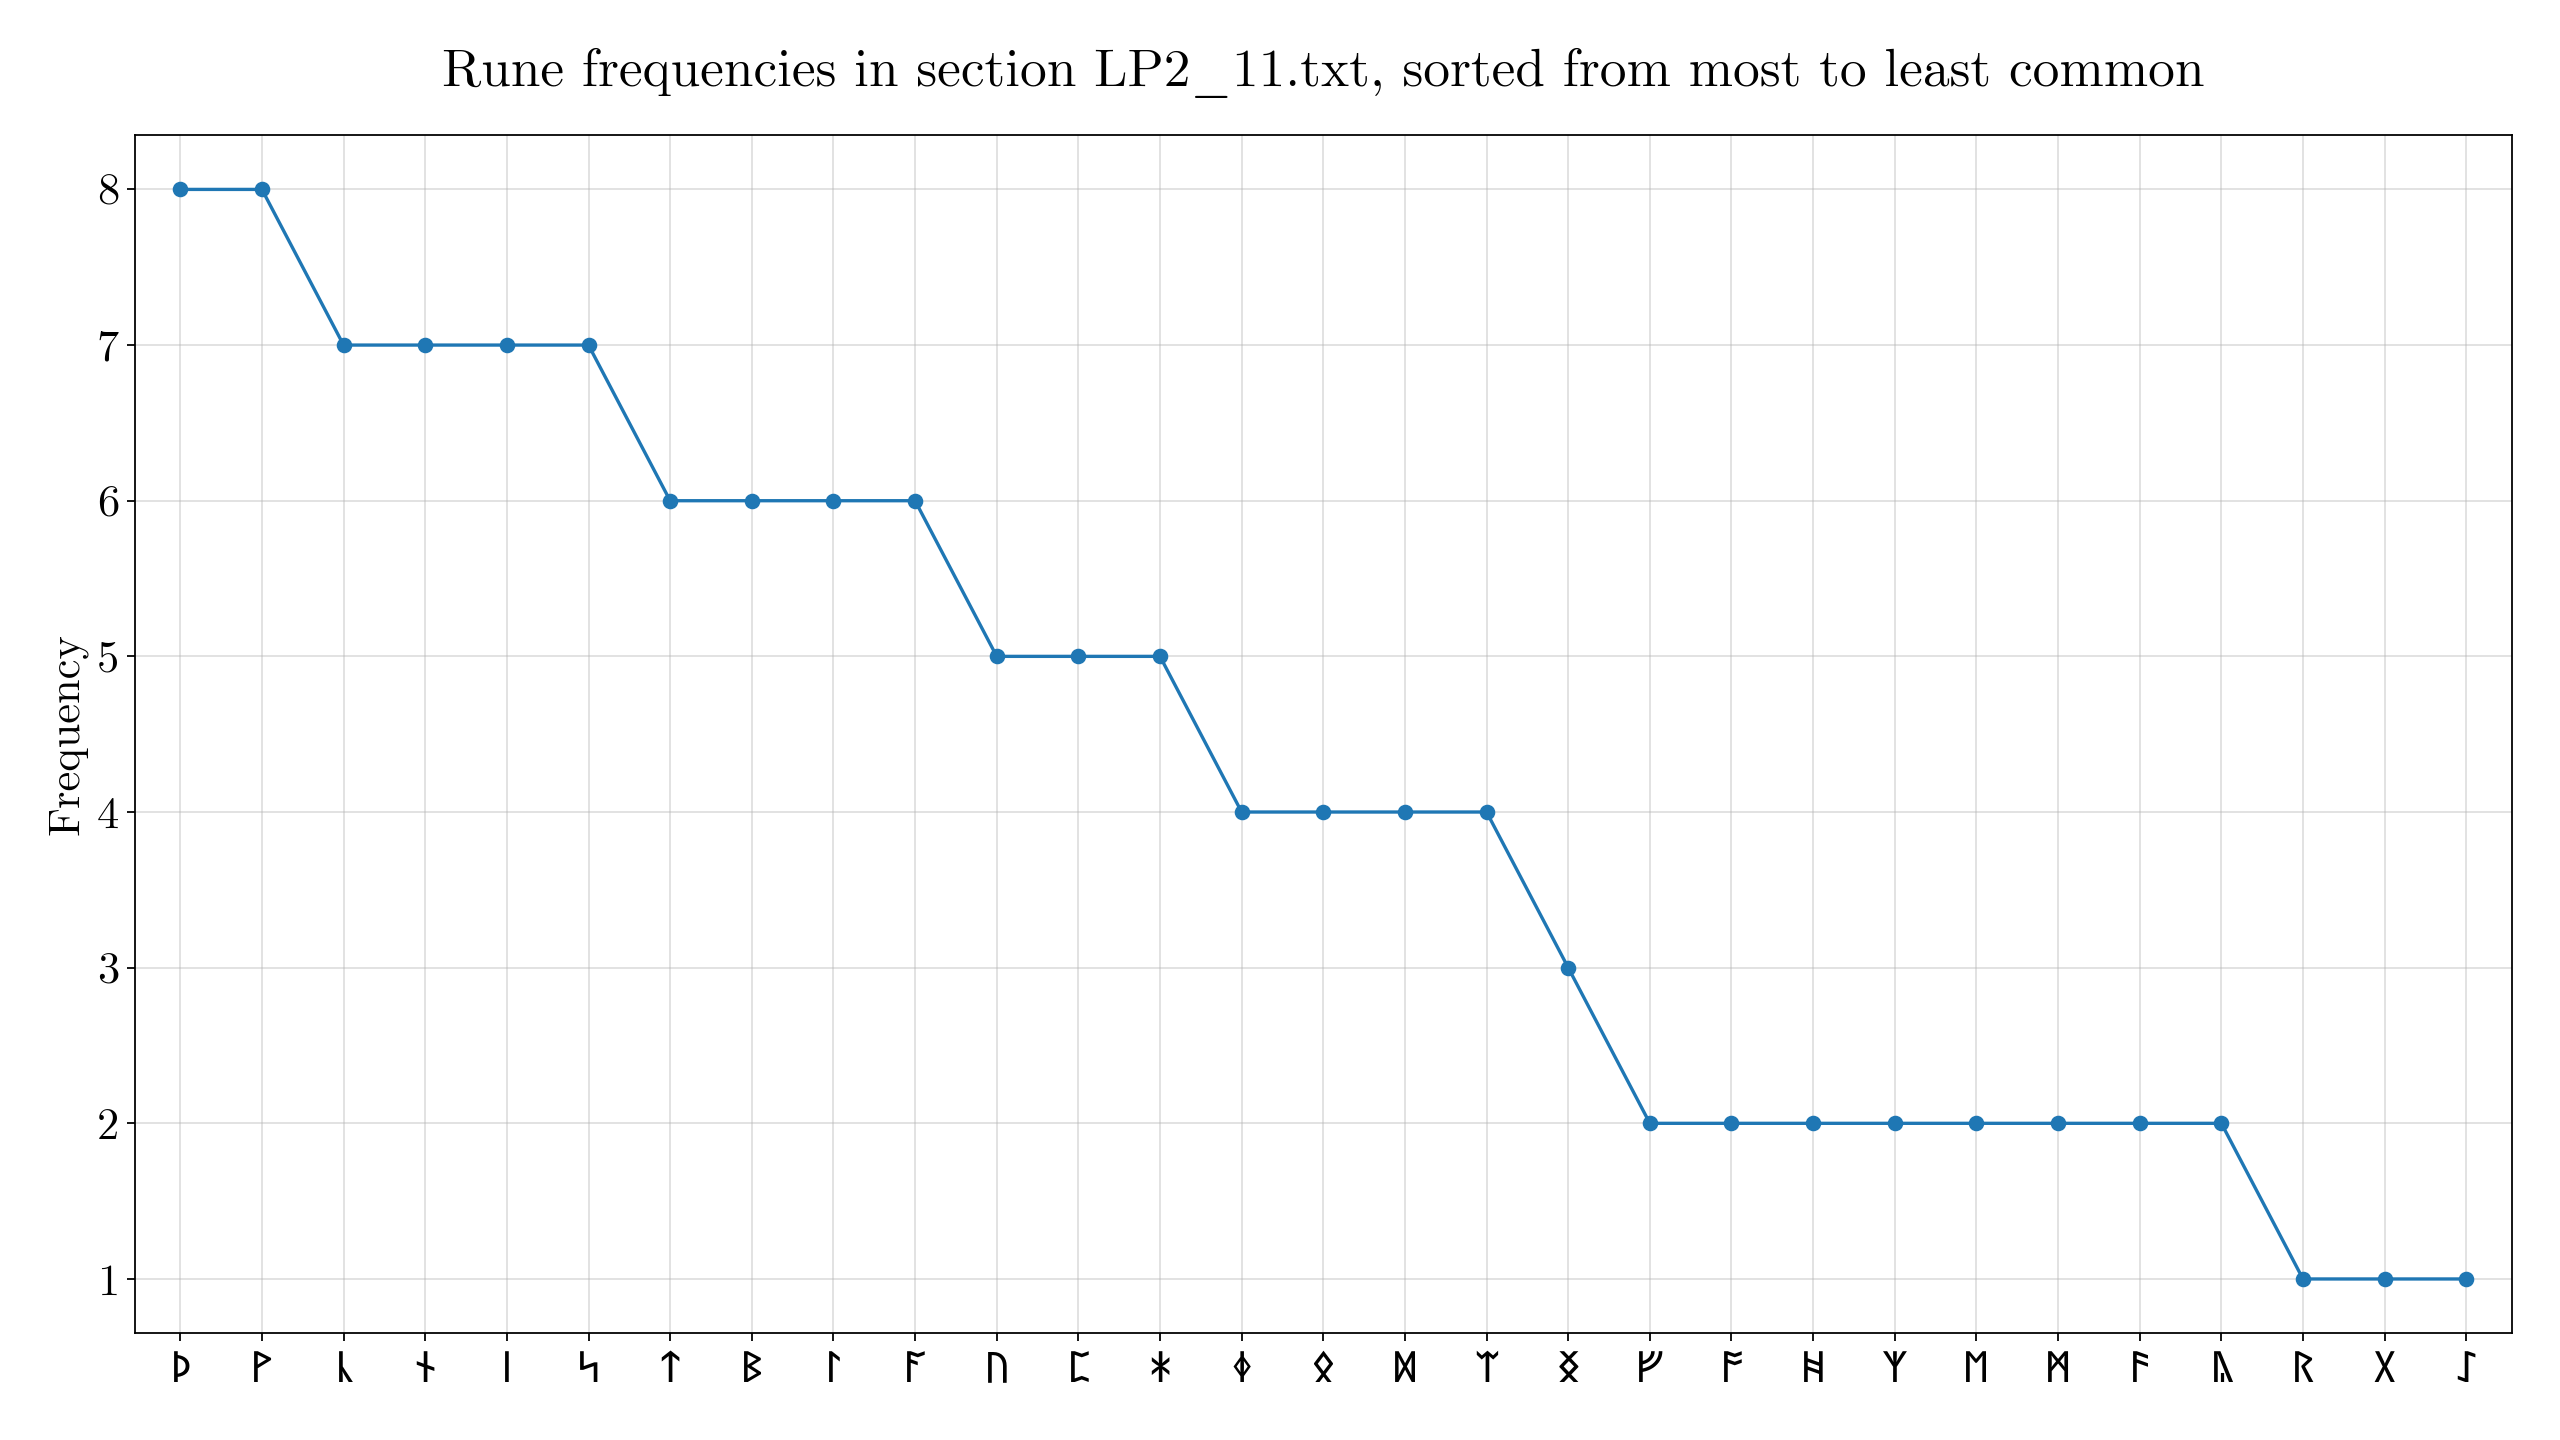 Rune frequencies in section LP2_11.txt, sorted from most to least common
Frequency
8
7
6
5
4
3
2
1
ᚦ ᚹ ᚳ ᚾ ᛁ ᛋ ᛏ ᛒ ᛚ ᚪ ᚢ ᛈ ᛡ ᛄ ᛟ ᛞ ᛠ ᛝ ᚠ ᚩ ᚻ ᛉ ᛖ ᛗ ᚫ ᚣ ᚱ ᚷ ᛇ